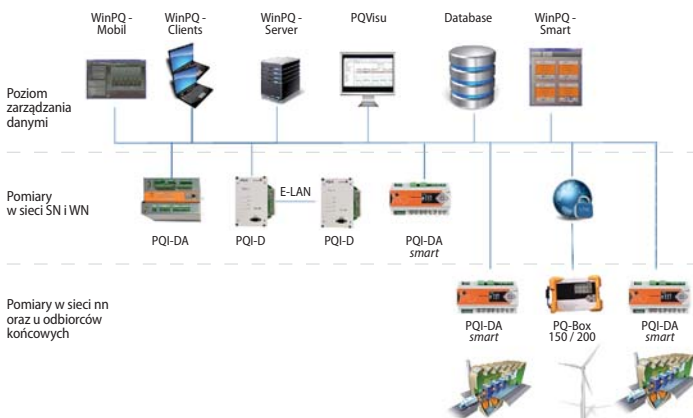 WinPQ -
Mobil
WinPQ -
Clients
WinPQ -
Server
PQVisu
Database
WinPQ -
Smart
Poziom
zarządzania
danymi
Pomiary
w sieci SN i WN
E-LAN
PQI-DA
PQI-D
PQI-D
PQI-DA
smart
Pomiary w sieci nn
oraz u odbiorców
końcowych
PQI-DA
smart
PQ-Box
150 / 200
PQI-DA
smart